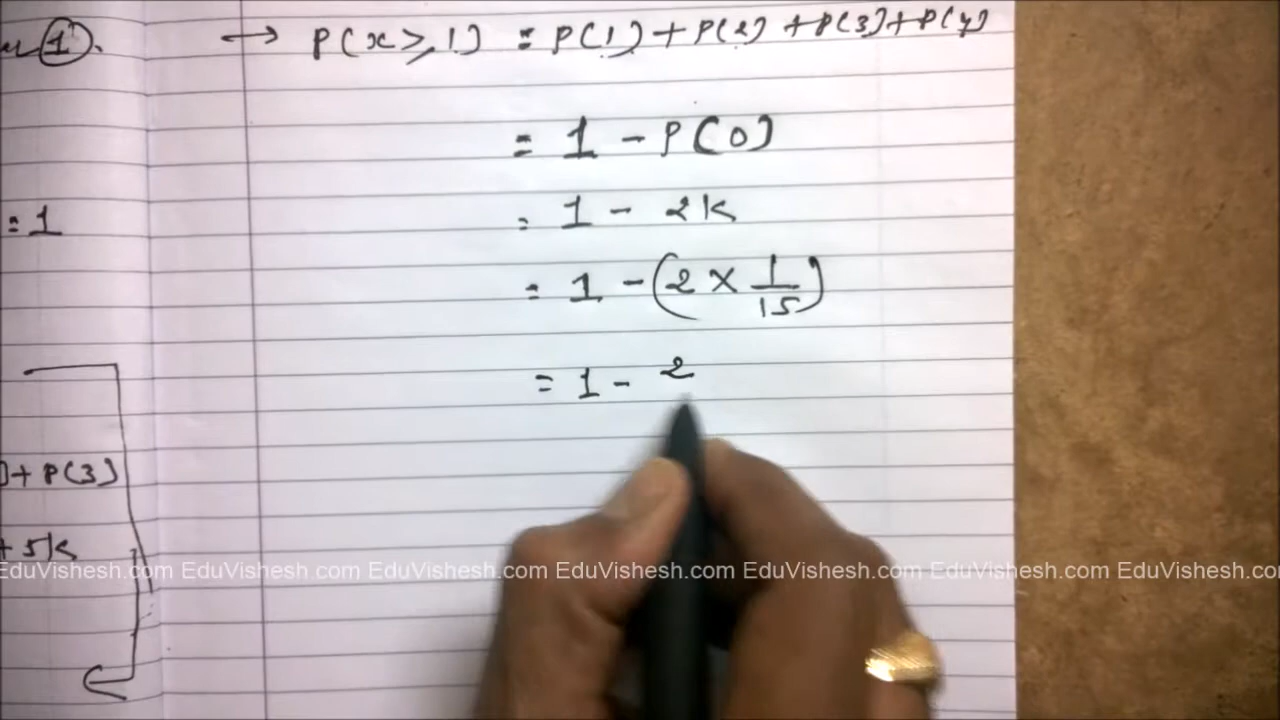 1. → P(x≥1) = P(1) + P(2) + P(3) + P(4)
= 1 - P(0)
= 1 = 1 - 2k
= 1 - (2 × 1/15)
= 1 - 2
+ P(3)
+ 5k
EduVishesh.com EduVishesh.com EduVishesh.com EduVishesh.com EduVishesh.com EduVishesh.com EduVishesh.com